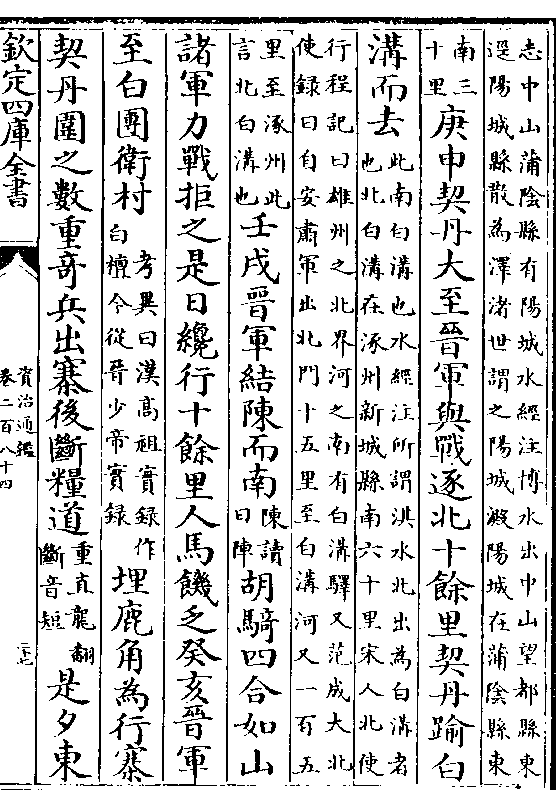 志中山蒲陰縣有陽城水經注博水出中山望都縣東
逕陽城縣散為澤渚世謂之陽城澱陽城在蒲陰縣東
南三
十里
庚申契丹大至晉軍與戰逐北十餘里契丹踰白
溝而去
此南白溝也水經注所謂淇水北出為白溝者
也北白溝在涿州新城縣南六十里宋人北使
行程記曰雄州之北界河之南有白溝驛又范成大北
使録曰自安肅軍出北門十五里至白溝河又一百五
里至涿州此
言北白溝也
壬戌晉軍結陳而南
陳讀
曰陣
胡騎四合如山
諸軍力戰拒之是日纔行十餘里人馬饑乏癸亥晉軍
至白團衛村
考異曰漢高祖實録作
白檀今從晉少帝實録
埋鹿角為行寨
契丹圍之數重奇兵出寨後斷糧道
重直龍翻
斷音短
是夕東
欽定四庫全書
資治通鑑
卷二百八十四